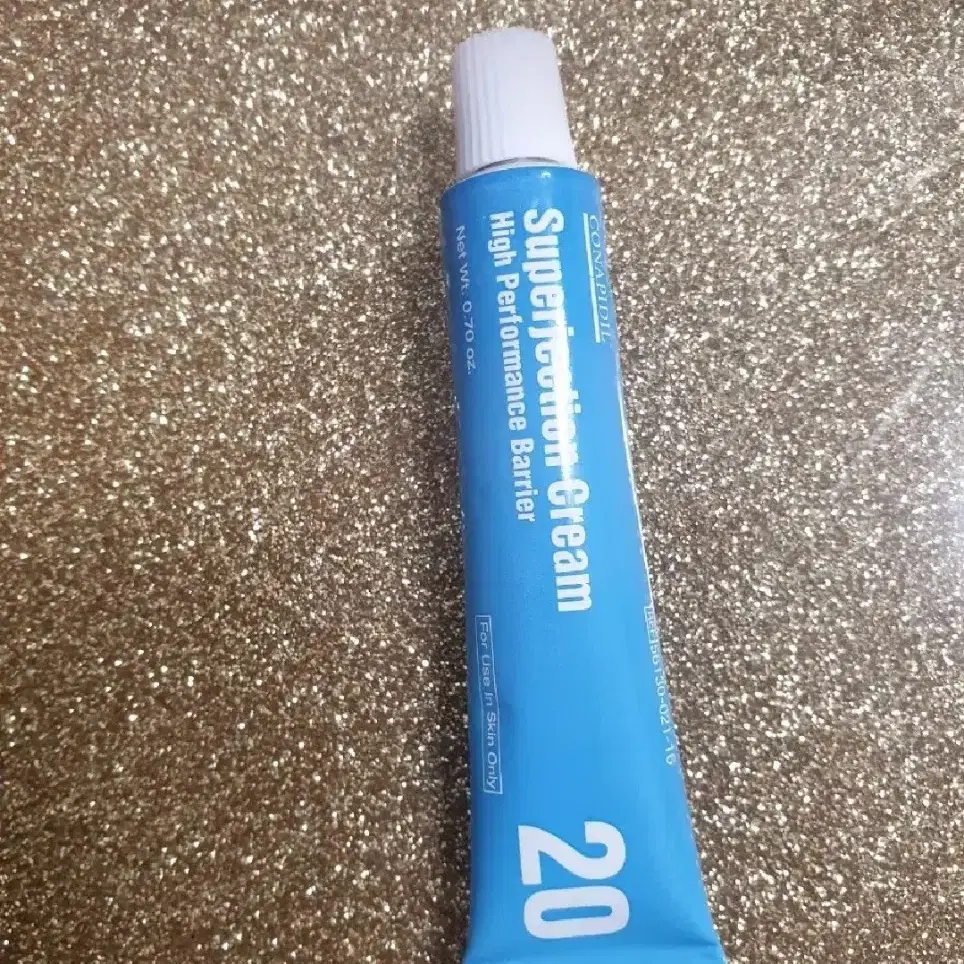 CONAPIDIL
Superjection Cream
High Performance Barrier
Net Wt. 0.70 oz.
For Use In Skin Only
20